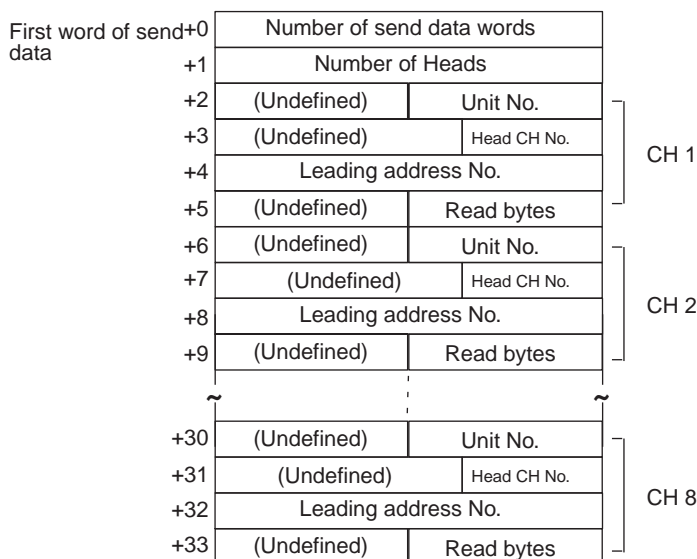 First word of send data
+0 Number of send data words
+1 Number of Heads
+2 (Undefined) Unit No.
+3 (Undefined) Head CH No.
CH 1
+4 Leading address No.
+5 (Undefined) Read bytes
+6 (Undefined) Unit No.
+7 (Undefined) Head CH No.
CH 2
+8 Leading address No.
+9 (Undefined) Read bytes
~ ~
+30 (Undefined) Unit No.
+31 (Undefined) Head CH No.
CH 8
+32 Leading address No.
+33 (Undefined) Read bytes